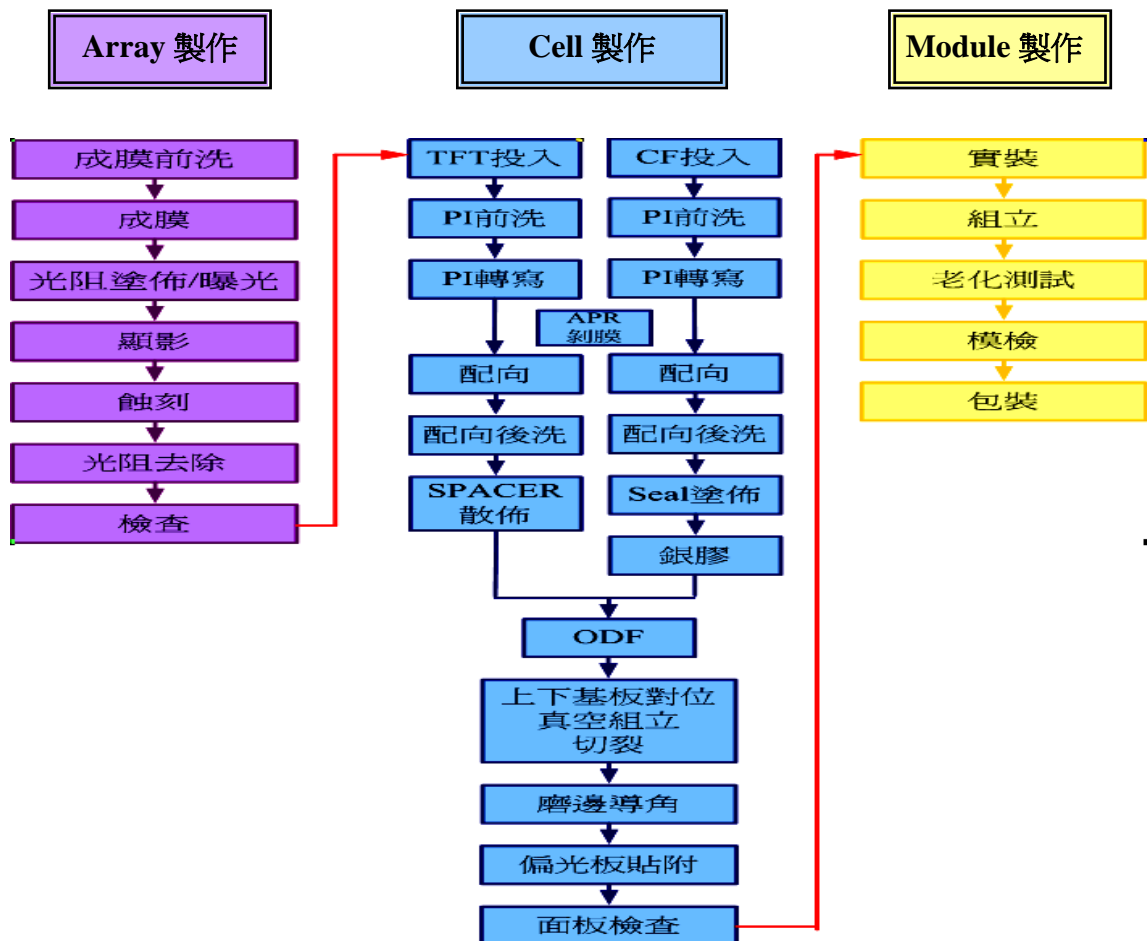 Array 製作
Cell 製作
Module 製作
成膜前洗
成膜
光阻塗佈/曝光
顯影
蝕刻
光阻去除
檢查
TFT投入
PI前洗
PI轉寫
配向
配向後洗
SPACER
散佈
CF投入
PI前洗
PI轉寫
APR
剝膜
配向
配向後洗
Seal塗佈
銀膠
ODF
上下基板對位
真空組立
切裂
磨邊導角
偏光板貼附
面板檢查
實裝
組立
老化測試
模檢
包裝